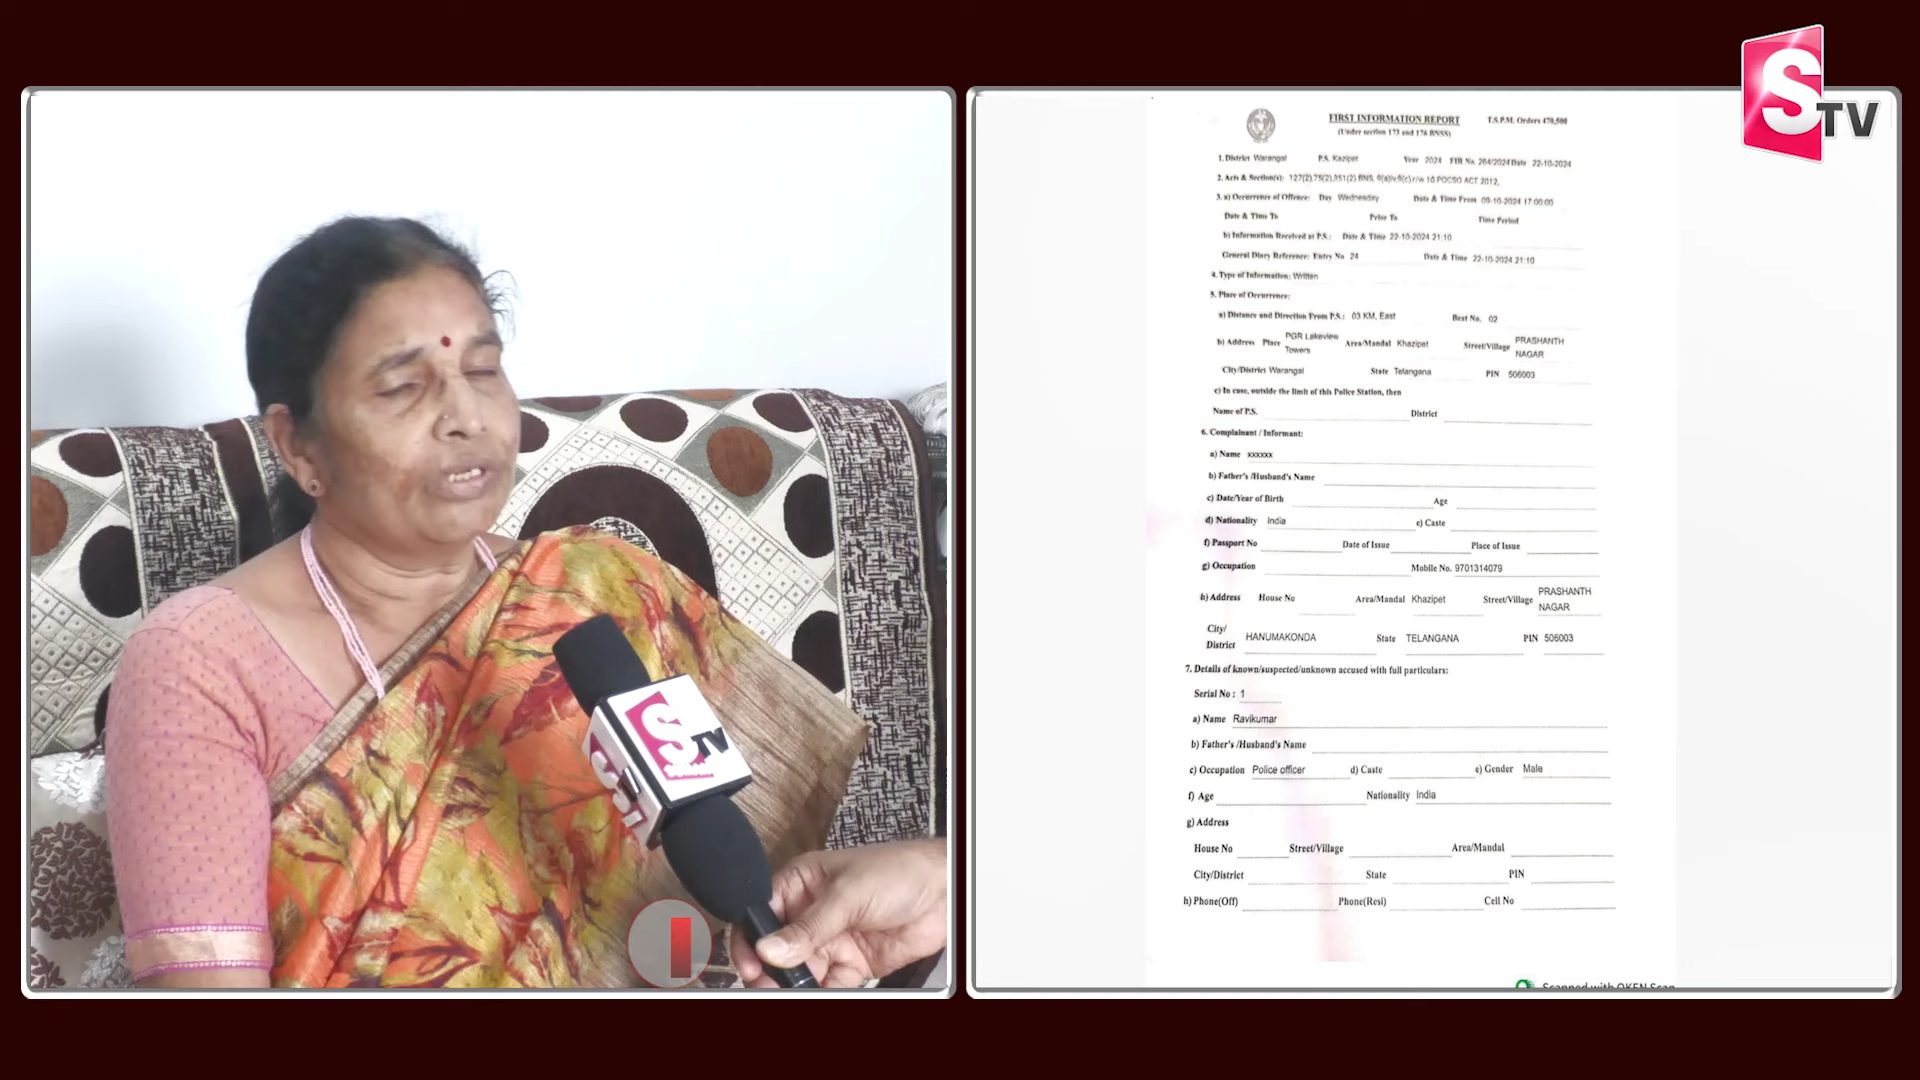 STV
FIRST INFORMATION REPORT T.S.P.M. Orders 470,500
(Under section 173 and 176 BNSS)
1. District Warangal P.S. Kazipet Year 2024 FIR No. 264/2024 Date 22-10-2024
2. Acts & Section(s): 127(2),75(2),351(2) BNS, 9(a)iv,9(c) r/w 10 POCSO ACT 2012,
3. a) Occurrence of Offence: Day Wednesday Date & Time From 09-10-2024 17:00:00
Date & Time To Prior To Time Period
b) Information Received at P.S.: Date & Time 22-10-2024 21:10
General Diary Reference: Entry No 24 Date & Time 22-10-2024 21:10
4. Type of Information: Written
5. Place of Occurrence:
a) Distance and Direction From P.S.: 03 KM, East Beat No. 02
b) Address Place PGR Lakeview Towers Area/Mandal Khazipet Street/Village PRASHANTH NAGAR
City/District Warangal State Telangana PIN 506003
c) In case, outside the limit of this Police Station, then
Name of P.S. District
6. Complainant / Informant:
a) Name xxxxxx
b) Father's /Husband's Name
c) Date/Year of Birth Age
d) Nationality India e) Caste
f) Passport No Date of Issue Place of Issue
g) Occupation Mobile No. 9701314079
h) Address House No Area/Mandal Khazipet Street/Village PRASHANTH NAGAR
City/ District HANUMAKONDA State TELANGANA PIN 506003
7. Details of known/suspected/unknown accused with full particulars:
Serial No : 1
a) Name Ravikumar
b) Father's /Husband's Name
c) Occupation Police officer d) Caste e) Gender Male
f) Age Nationality India
g) Address
House No Street/Village Area/Mandal
City/District State PIN
h) Phone(Off) Phone(Resi) Cell No
Scanned with OKEN Scan
STV